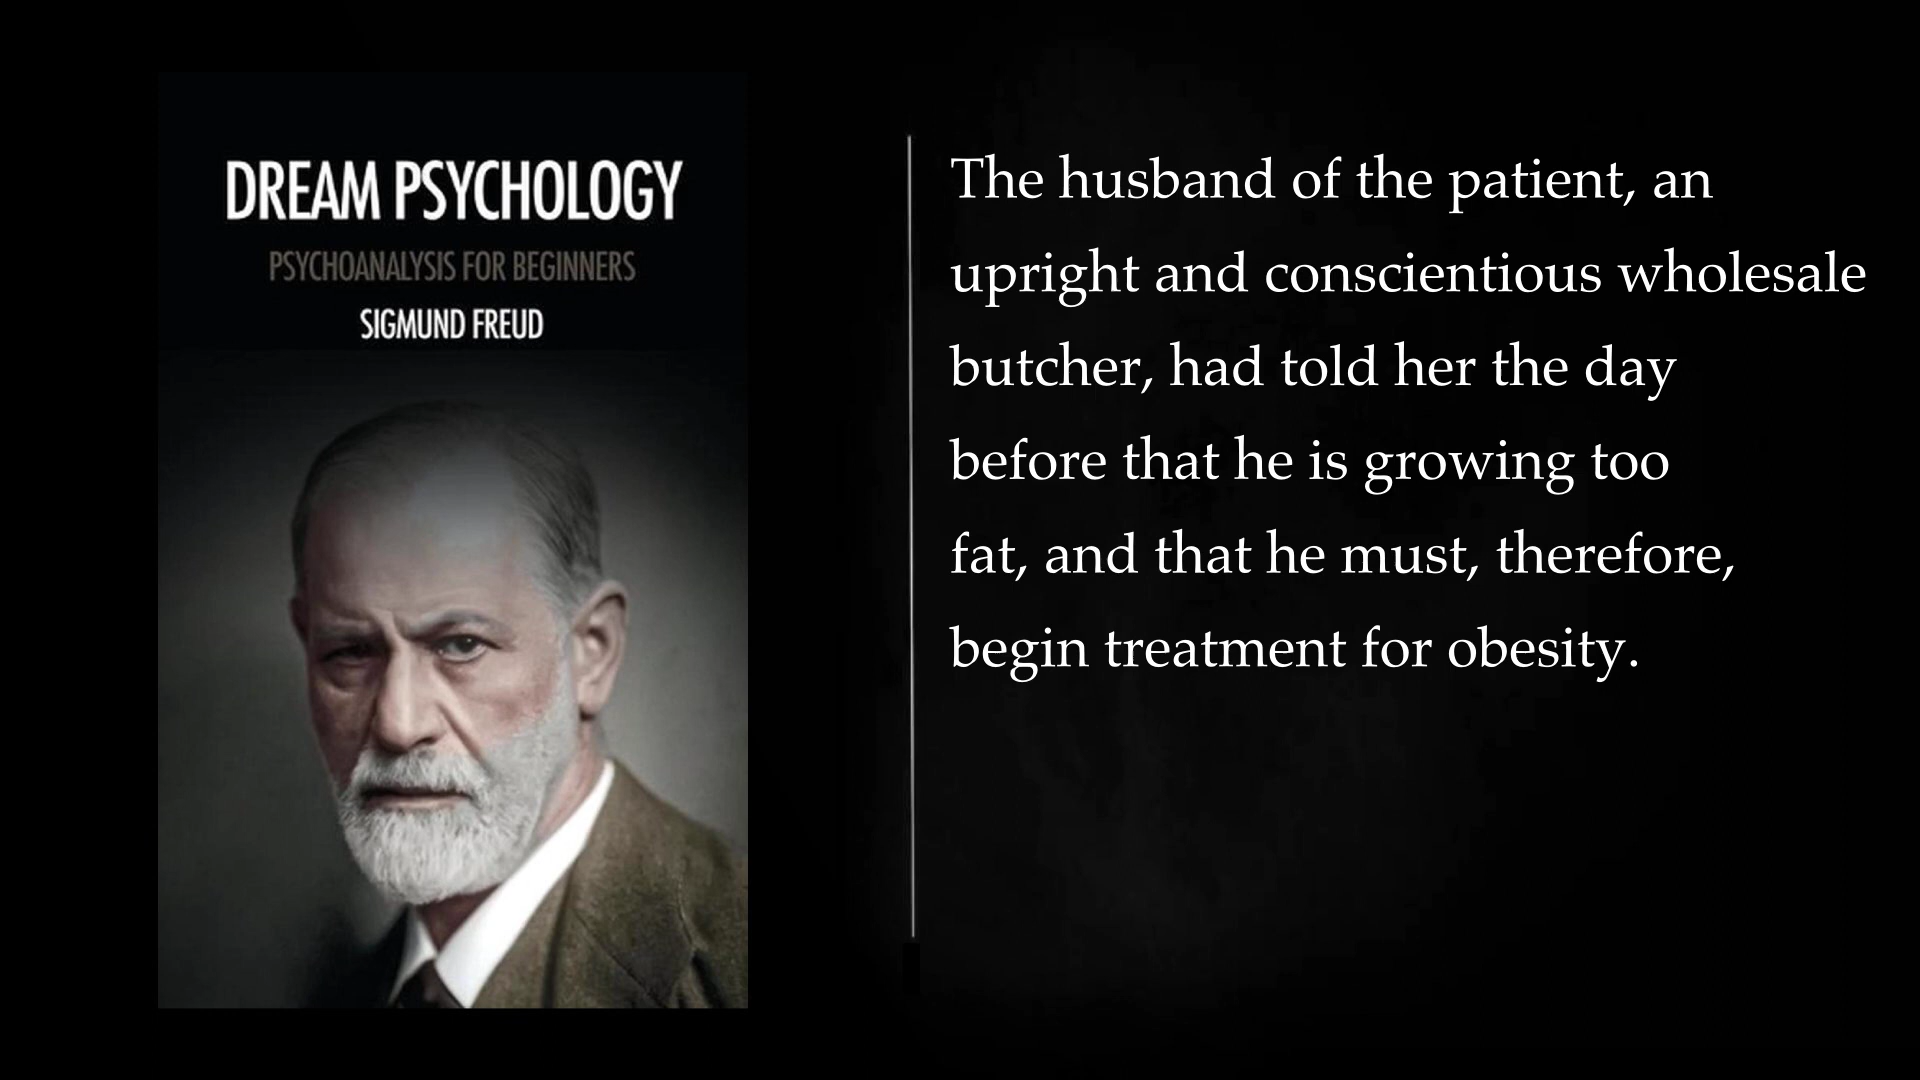 DREAM PSYCHOLOGY
PSYCHOANALYSIS FOR BEGINNERS
SIGMUND FREUD
The husband of the patient, an
upright and conscientious wholesale
butcher, had told her the day
before that he is growing too
fat, and that he must, therefore,
begin treatment for obesity.